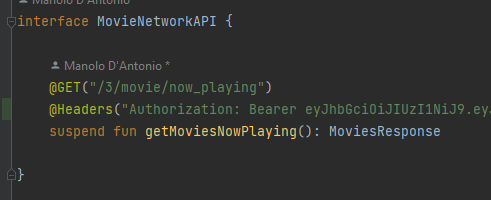 Manolo D'Antonio
interface MovieNetworkAPI {
Manolo D'Antonio *
@GET("/3/movie/now_playing")
@Headers("Authorization: Bearer eyJhbGciOiJIUzI1NiJ9.eyJ
suspend fun getMoviesNowPlaying(): MoviesResponse
}